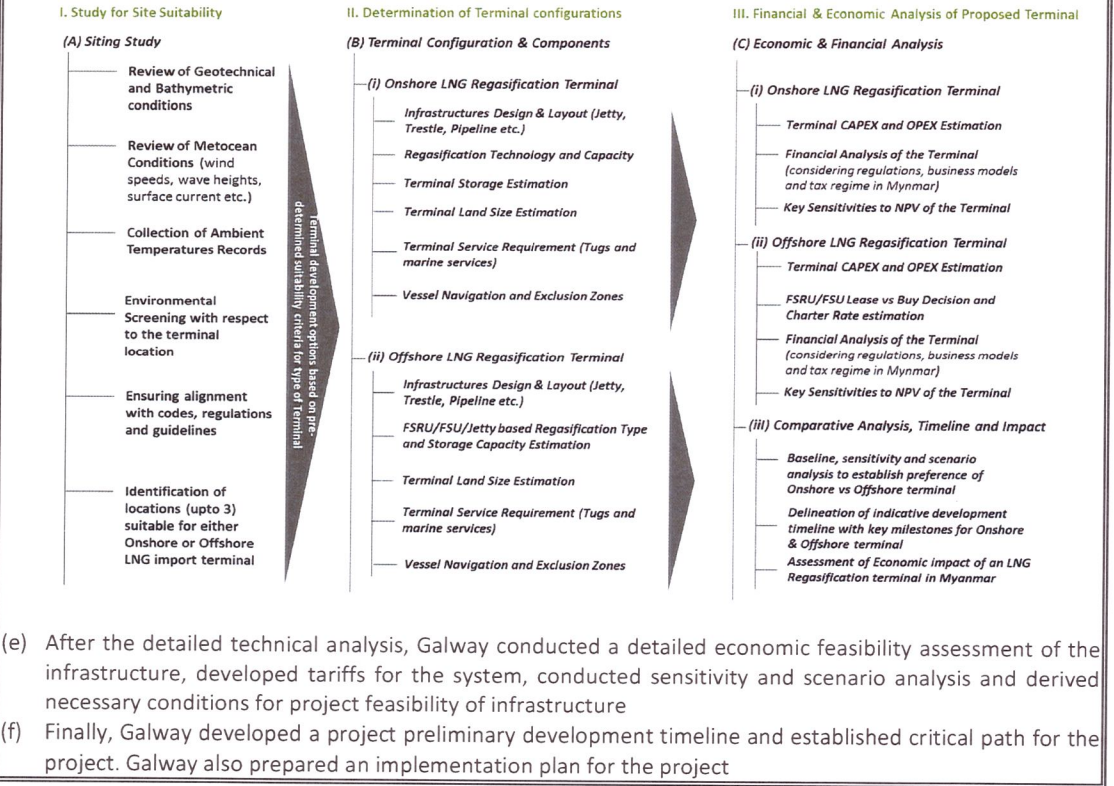 I. Study for Site Suitability
(A) Siting Study
Review of Geotechnical
and Bathymetric
conditions
Review of Metocean
Conditions (wind
speeds, wave heights,
surface current etc.)
Collection of Ambient
Temperatures Records
Environmental
Screening with respect
to the terminal
location
Ensuring alignment
with codes, regulations
and guidelines
Identification of
locations (upto 3)
suitable for either
Onshore or Offshore
LNG import terminal
Terminal development options based on pre-
determined suitability criteria for type of Terminal
II. Determination of Terminal configurations
(B) Terminal Configuration & Components
(i) Onshore LNG Regasification Terminal
Infrastructures Design & Layout (Jetty,
Trestle, Pipeline etc.)
Regasification Technology and Capacity
Terminal Storage Estimation
Terminal Land Size Estimation
Terminal Service Requirement (Tugs and
marine services)
Vessel Navigation and Exclusion Zones
(ii) Offshore LNG Regasification Terminal
Infrastructures Design & Layout (Jetty,
Trestle, Pipeline etc.)
FSRU/FSU/Jetty based Regasification Type
and Storage Capacity Estimation
Terminal Land Size Estimation
Terminal Service Requirement (Tugs and
marine services)
Vessel Navigation and Exclusion Zones
III. Financial & Economic Analysis of Proposed Terminal
(C) Economic & Financial Analysis
(i) Onshore LNG Regasification Terminal
Terminal CAPEX and OPEX Estimation
Financial Analysis of the Terminal
(considering regulations, business models
and tax regime in Mynmar)
Key Sensitivities to NPV of the Terminal
(ii) Offshore LNG Regasification Terminal
Terminal CAPEX and OPEX Estimation
FSRU/FSU Lease vs Buy Decision and
Charter Rate estimation
Financial Analysis of the Terminal
(considering regulations, business models
and tax regime in Mynmar)
Key Sensitivities to NPV of the Terminal
(iii) Comparative Analysis, Timeline and Impact
Baseline, sensitivity and scenario
analysis to establish preference of
Onshore vs Offshore terminal
Delineation of indicative development
timeline with key milestones for Onshore
& Offshore terminal
Assessment of Economic impact of an LNG
Regasification terminal in Myanmar
(e) After the detailed technical analysis, Galway conducted a detailed economic feasibility assessment of the
infrastructure, developed tariffs for the system, conducted sensitivity and scenario analysis and derived
necessary conditions for project feasibility of infrastructure
(f) Finally, Galway developed a project preliminary development timeline and established critical path for the
project. Galway also prepared an implementation plan for the project